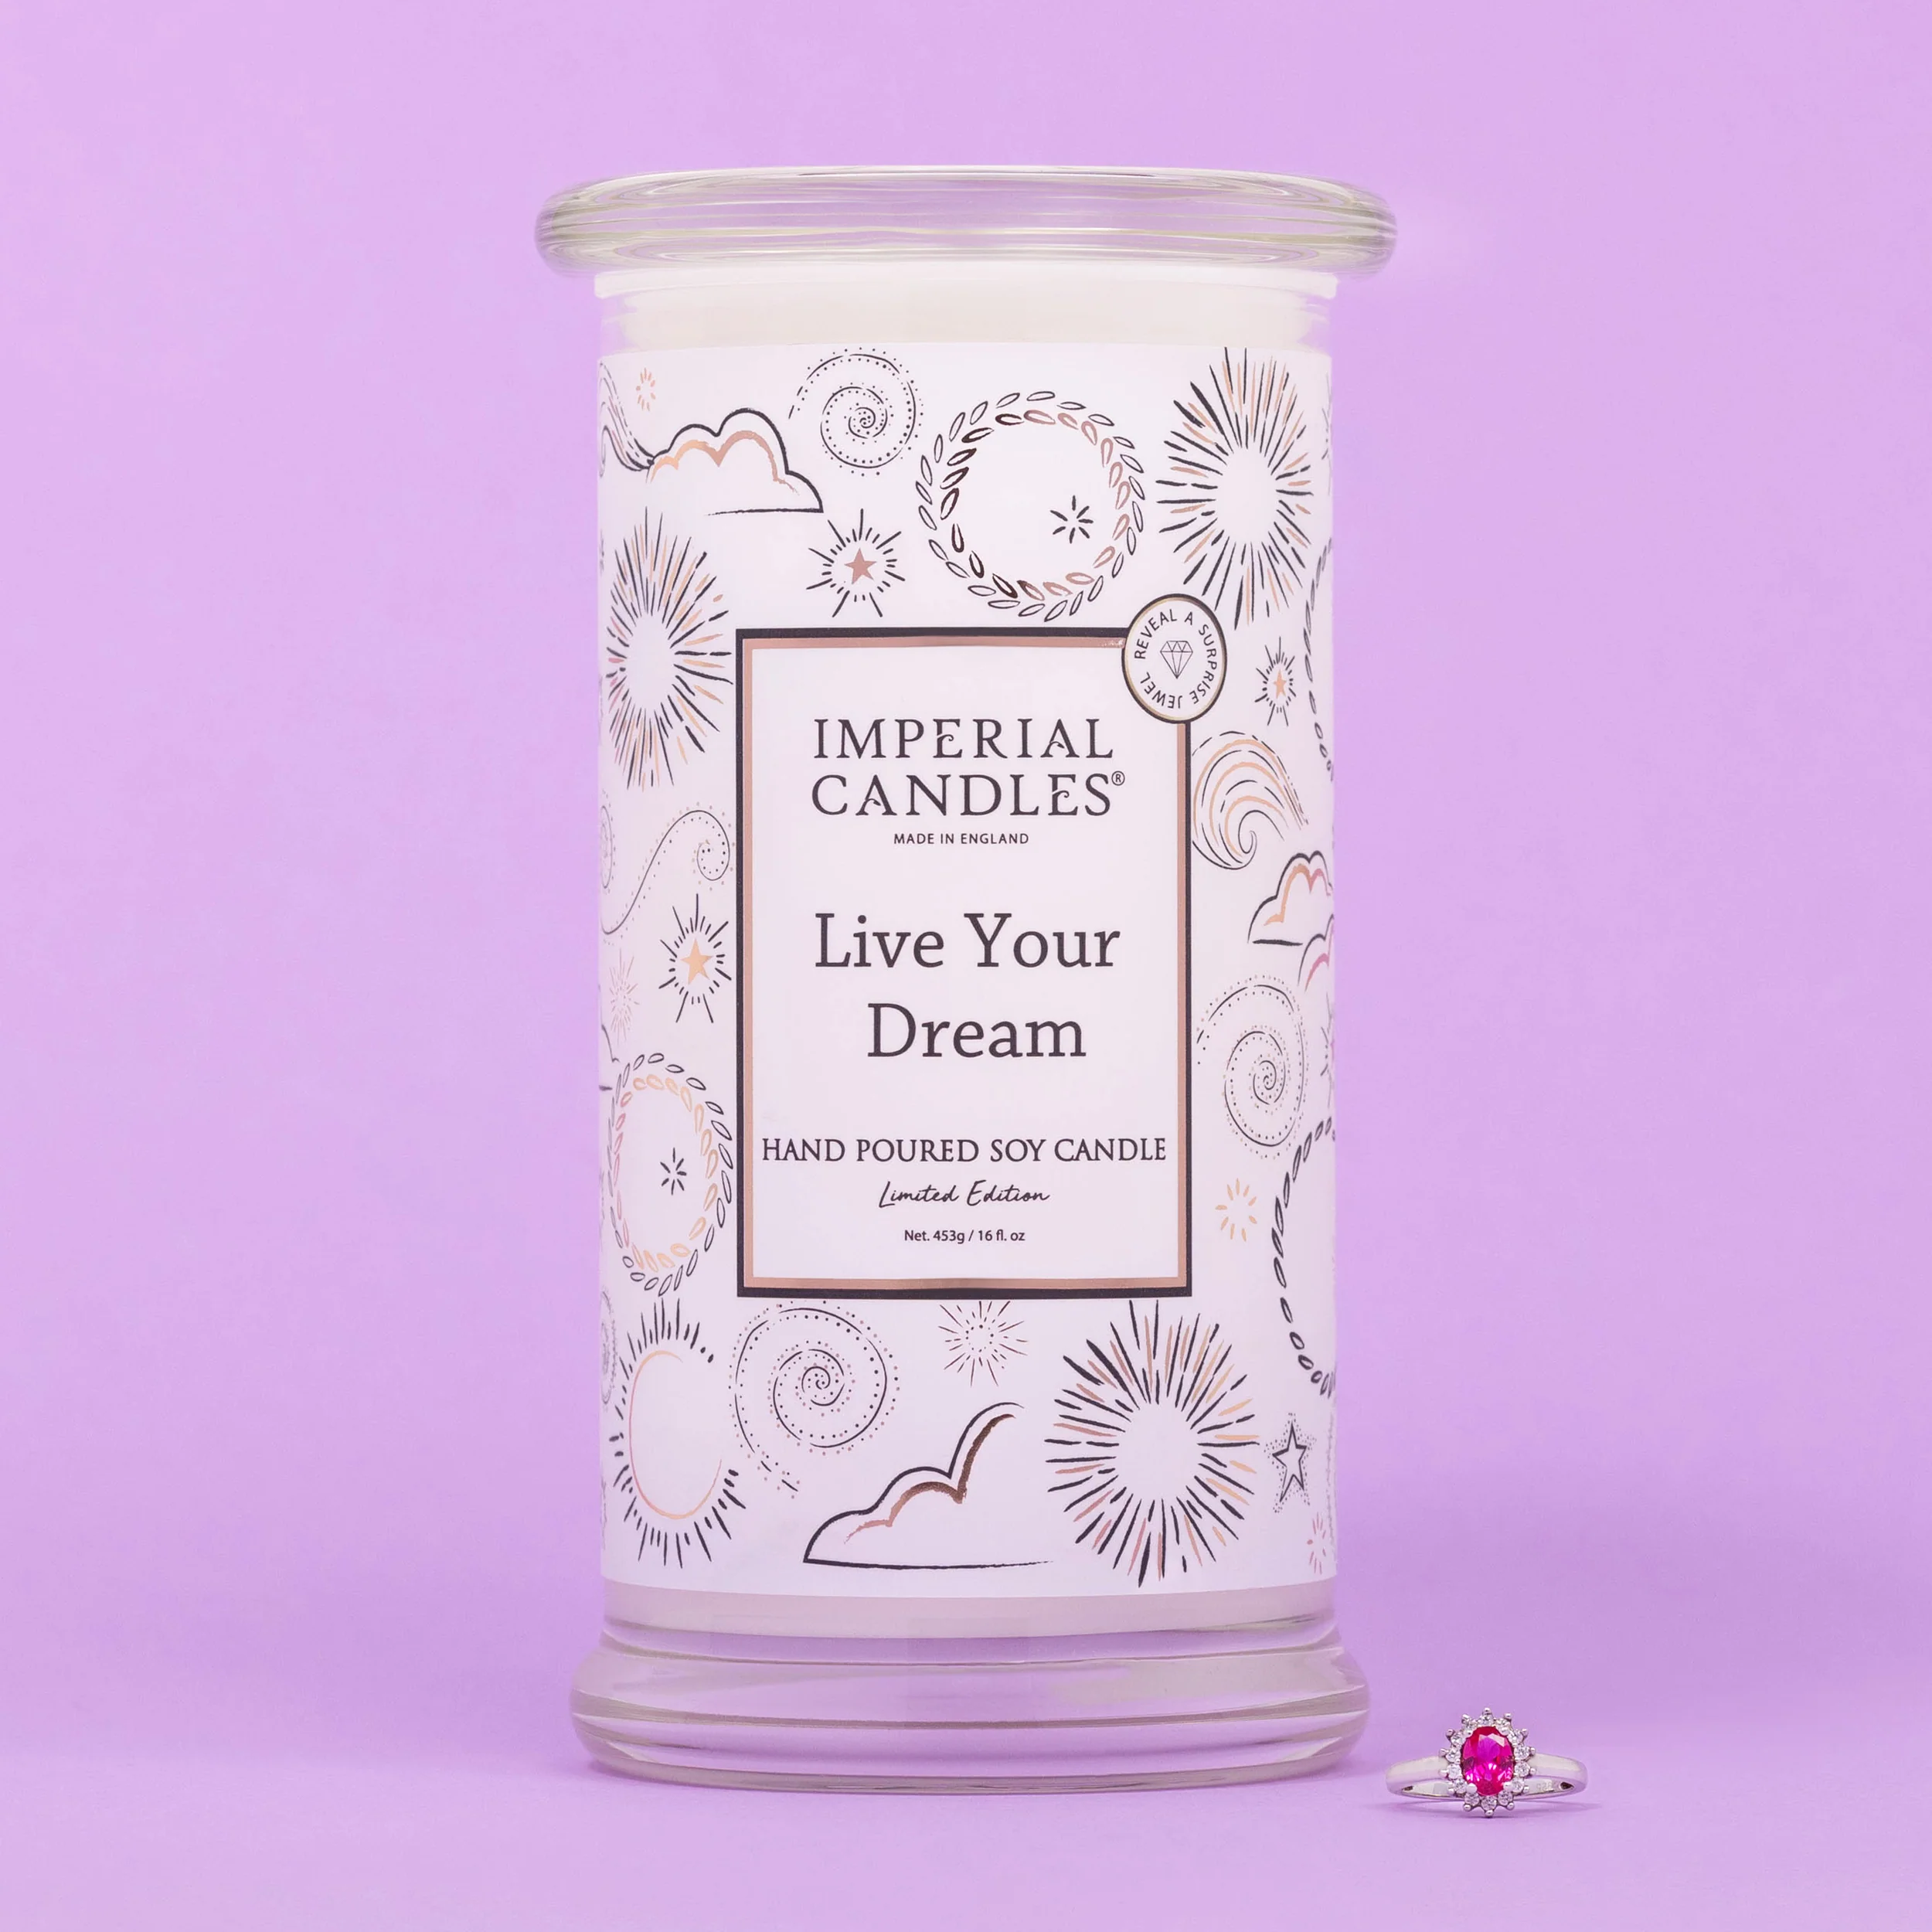 REVEAL A SURPRISE JEWEL
IMPERIAL
CANDLES®
MADE IN ENGLAND
Live Your
Dream
HAND POURED SOY CANDLE
Limited Edition
Net. 453g / 16 fl. oz